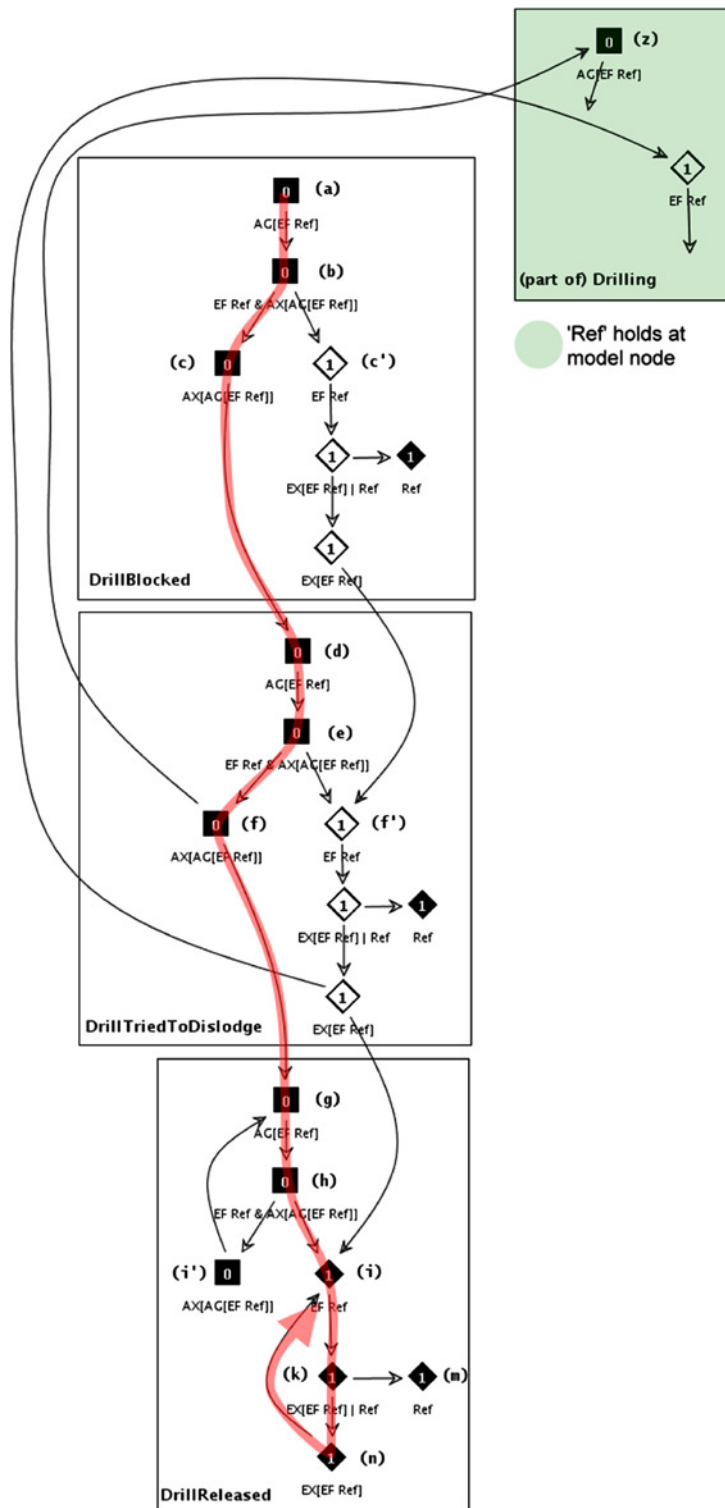 0 (z)
AG[EF Ref]
1
EF Ref
(part of) Drilling
'Ref' holds at
model node
0 (a)
AG[EF Ref]
0 (b)
EF Ref & AX[AG[EF Ref]]
(c) 0 1 (c')
AX[AG[EF Ref]] EF Ref
1 1
EX[EF Ref] | Ref Ref
1
EX[EF Ref]
DrillBlocked
0 (d)
AG[EF Ref]
0 (e)
EF Ref & AX[AG[EF Ref]]
0 (f) 1 (f')
AX[AG[EF Ref]] EF Ref
1 1
EX[EF Ref] | Ref Ref
1
EX[EF Ref]
DrillTriedToDislodge
0 (g)
AG[EF Ref]
0 (h)
EF Ref & AX[AG[EF Ref]]
(i') 0 1 (i)
AX[AG[EF Ref]] EF Ref
(k) 1 1 (m)
EX[EF Ref] | Ref Ref
1 (n)
EX[EF Ref]
DrillReleased